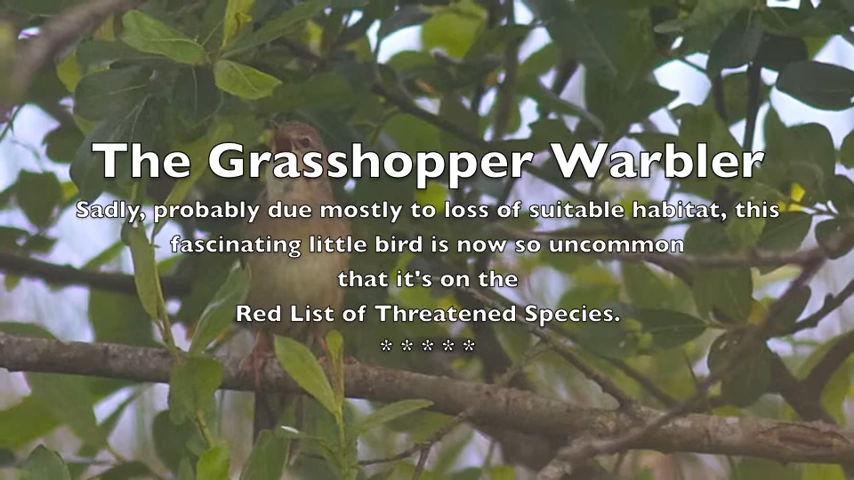 The Grasshopper Warbler
Sadly, probably due mostly to loss of suitable habitat, this
fascinating little bird is now so uncommon
that it's on the
Red List of Threatened Species.
* * * * *